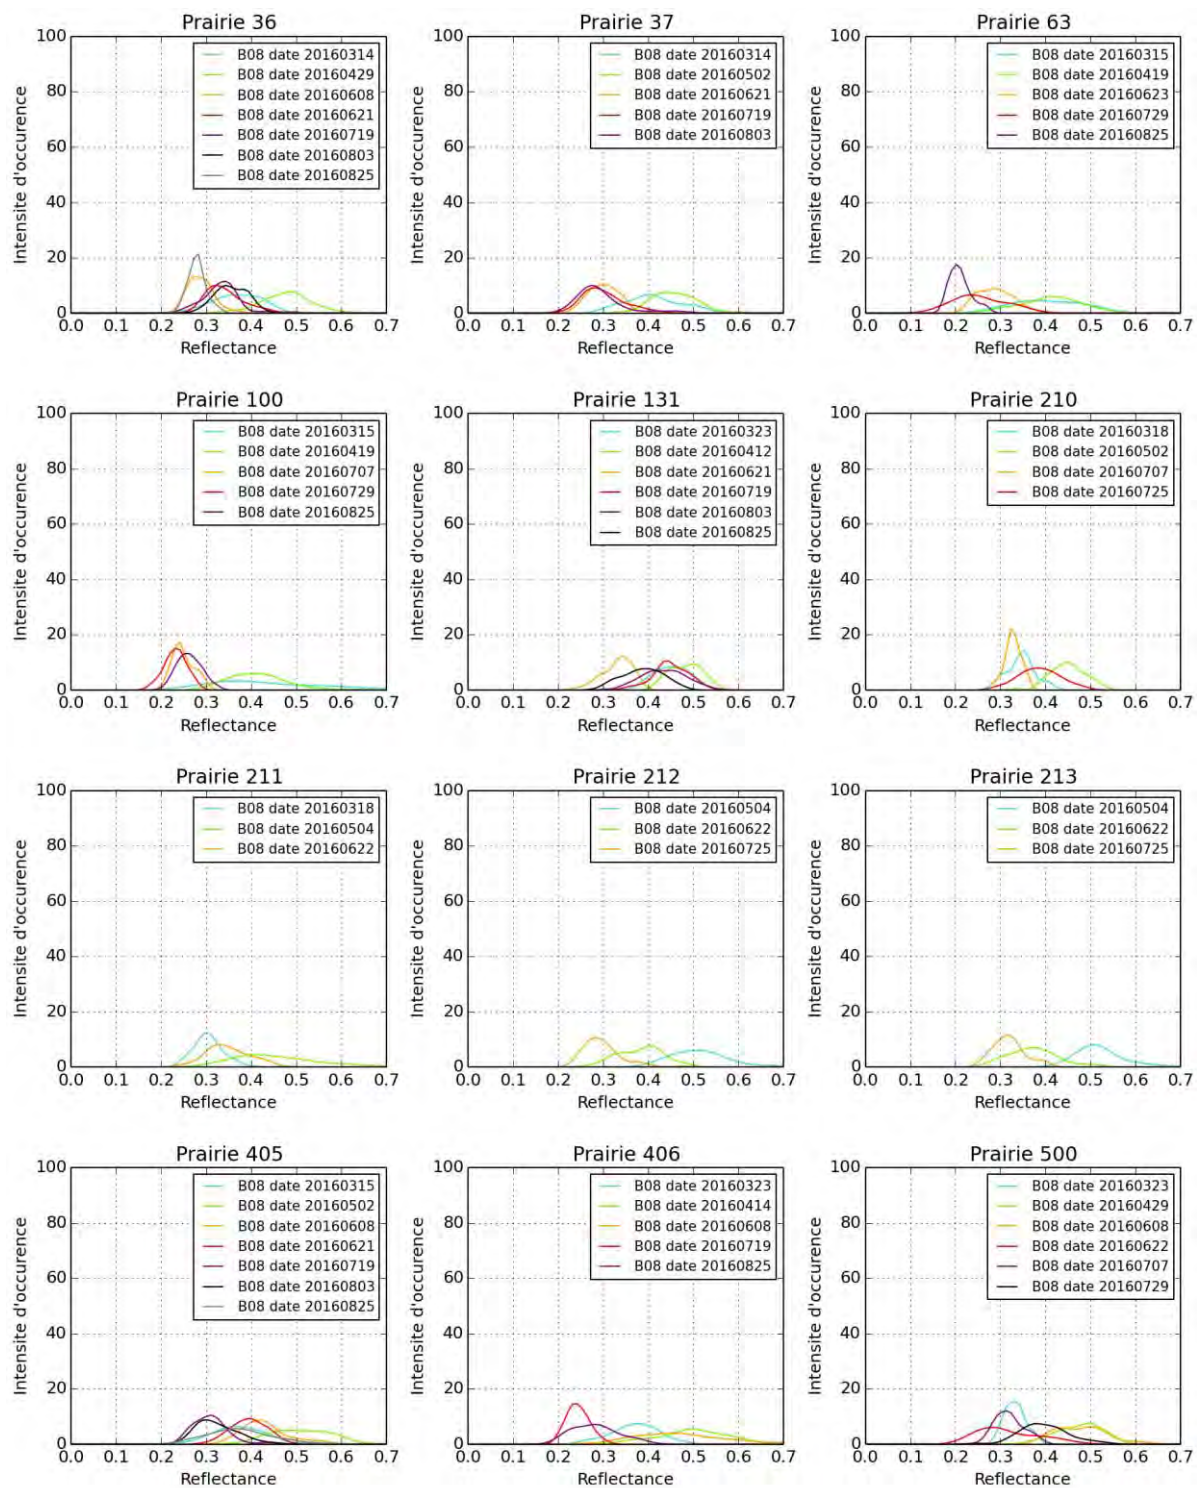 Prairie 36
100
80
60
40
20
0
Intensite d'occurence
B08 date 20160314
B08 date 20160429
B08 date 20160608
B08 date 20160621
B08 date 20160719
B08 date 20160803
B08 date 20160825
0.0 0.1 0.2 0.3 0.4 0.5 0.6 0.7
Reflectance
Prairie 37
100
80
60
40
20
0
Intensite d'occurence
B08 date 20160314
B08 date 20160502
B08 date 20160621
B08 date 20160719
B08 date 20160803
0.0 0.1 0.2 0.3 0.4 0.5 0.6 0.7
Reflectance
Prairie 63
100
80
60
40
20
0
Intensite d'occurence
B08 date 20160315
B08 date 20160419
B08 date 20160623
B08 date 20160729
B08 date 20160825
0.0 0.1 0.2 0.3 0.4 0.5 0.6 0.7
Reflectance
Prairie 100
100
80
60
40
20
0
Intensite d'occurence
B08 date 20160315
B08 date 20160419
B08 date 20160707
B08 date 20160729
B08 date 20160825
0.0 0.1 0.2 0.3 0.4 0.5 0.6 0.7
Reflectance
Prairie 131
100
80
60
40
20
0
Intensite d'occurence
B08 date 20160323
B08 date 20160412
B08 date 20160621
B08 date 20160719
B08 date 20160803
B08 date 20160825
0.0 0.1 0.2 0.3 0.4 0.5 0.6 0.7
Reflectance
Prairie 210
100
80
60
40
20
0
Intensite d'occurence
B08 date 20160318
B08 date 20160502
B08 date 20160707
B08 date 20160725
0.0 0.1 0.2 0.3 0.4 0.5 0.6 0.7
Reflectance
Prairie 211
100
80
60
40
20
0
Intensite d'occurence
B08 date 20160318
B08 date 20160504
B08 date 20160622
0.0 0.1 0.2 0.3 0.4 0.5 0.6 0.7
Reflectance
Prairie 212
100
80
60
40
20
0
Intensite d'occurence
B08 date 20160504
B08 date 20160622
B08 date 20160725
0.0 0.1 0.2 0.3 0.4 0.5 0.6 0.7
Reflectance
Prairie 213
100
80
60
40
20
0
Intensite d'occurence
B08 date 20160504
B08 date 20160622
B08 date 20160725
0.0 0.1 0.2 0.3 0.4 0.5 0.6 0.7
Reflectance
Prairie 405
100
80
60
40
20
0
Intensite d'occurence
B08 date 20160315
B08 date 20160502
B08 date 20160608
B08 date 20160621
B08 date 20160719
B08 date 20160803
B08 date 20160825
0.0 0.1 0.2 0.3 0.4 0.5 0.6 0.7
Reflectance
Prairie 406
100
80
60
40
20
0
Intensite d'occurence
B08 date 20160323
B08 date 20160414
B08 date 20160608
B08 date 20160719
B08 date 20160825
0.0 0.1 0.2 0.3 0.4 0.5 0.6 0.7
Reflectance
Prairie 500
100
80
60
40
20
0
Intensite d'occurence
B08 date 20160323
B08 date 20160429
B08 date 20160608
B08 date 20160622
B08 date 20160707
B08 date 20160729
0.0 0.1 0.2 0.3 0.4 0.5 0.6 0.7
Reflectance